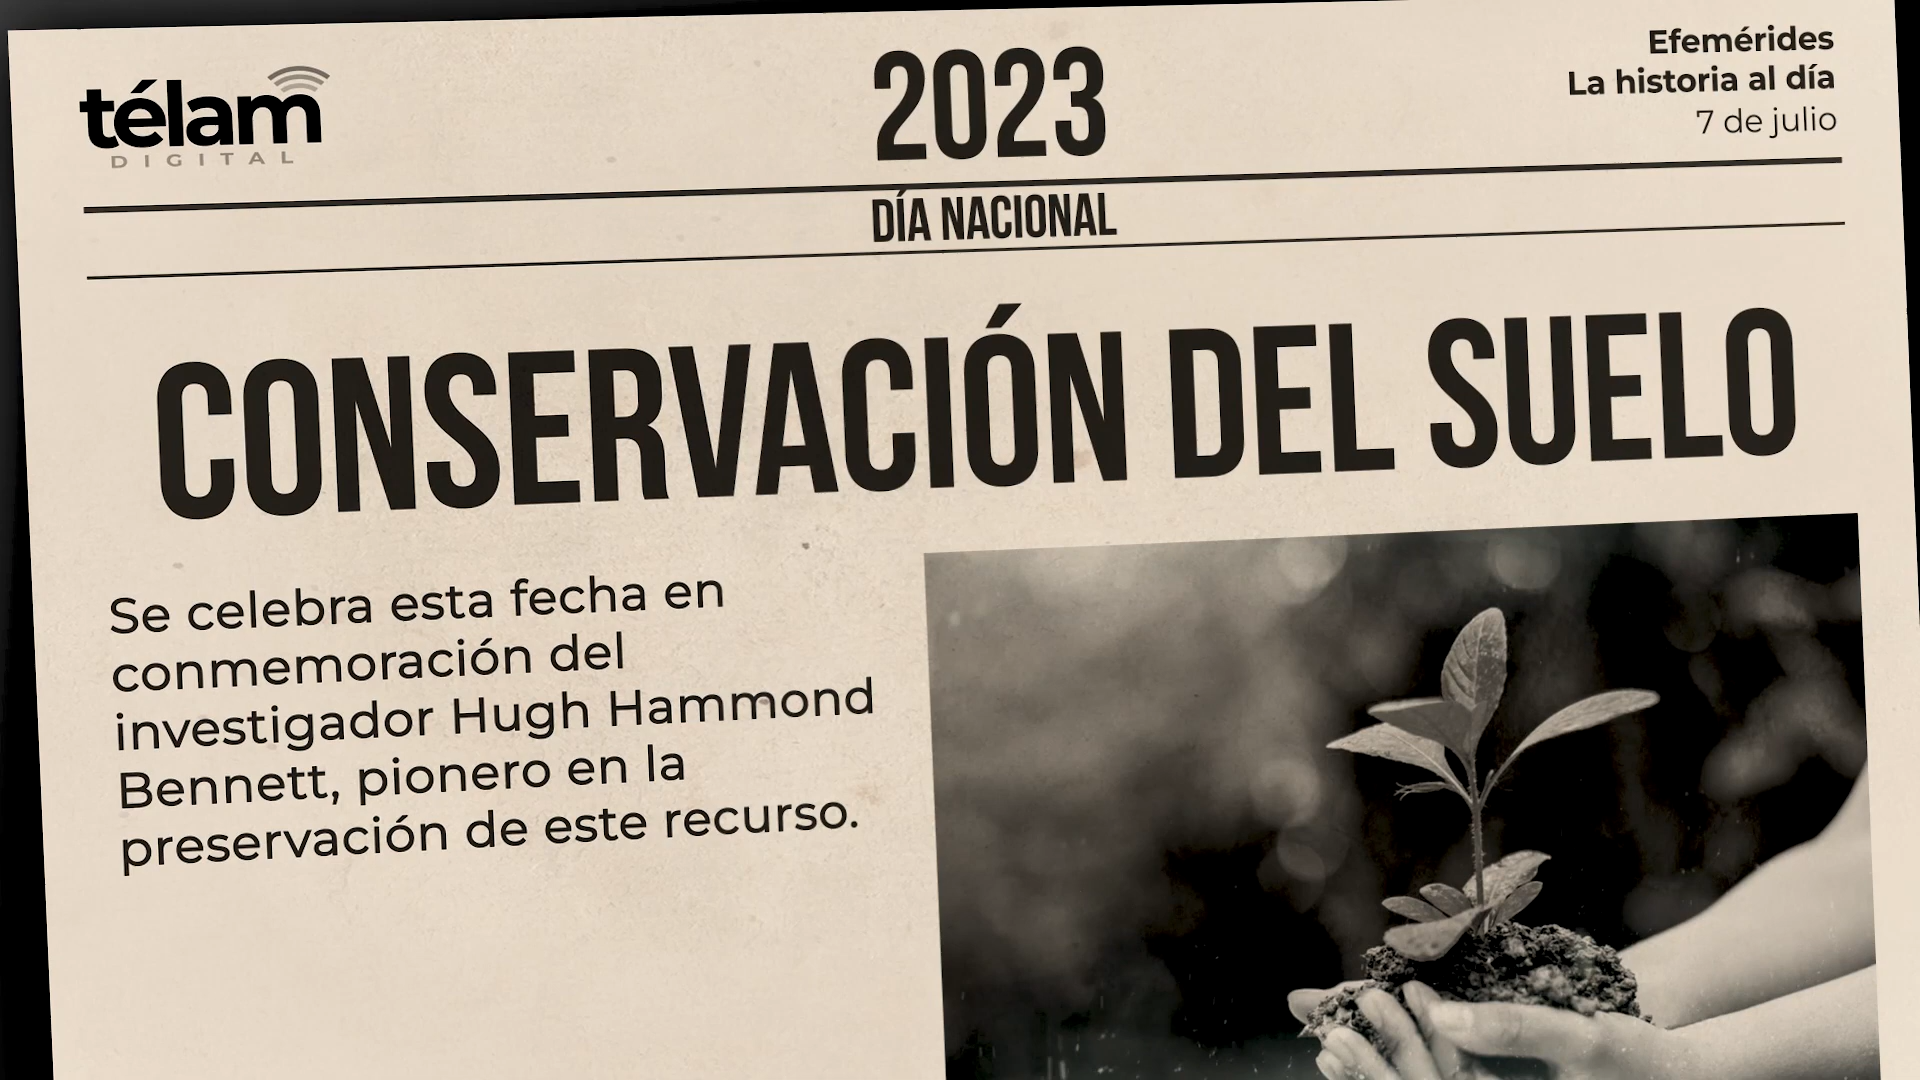 télam
DIGITAL
2023
Efemérides
La historia al día
7 de julio
DÍA NACIONAL
CONSERVACIÓN DEL SUELO
Se celebra esta fecha en
conmemoración del
investigador Hugh Hammond
Bennett, pionero en la
preservación de este recurso.